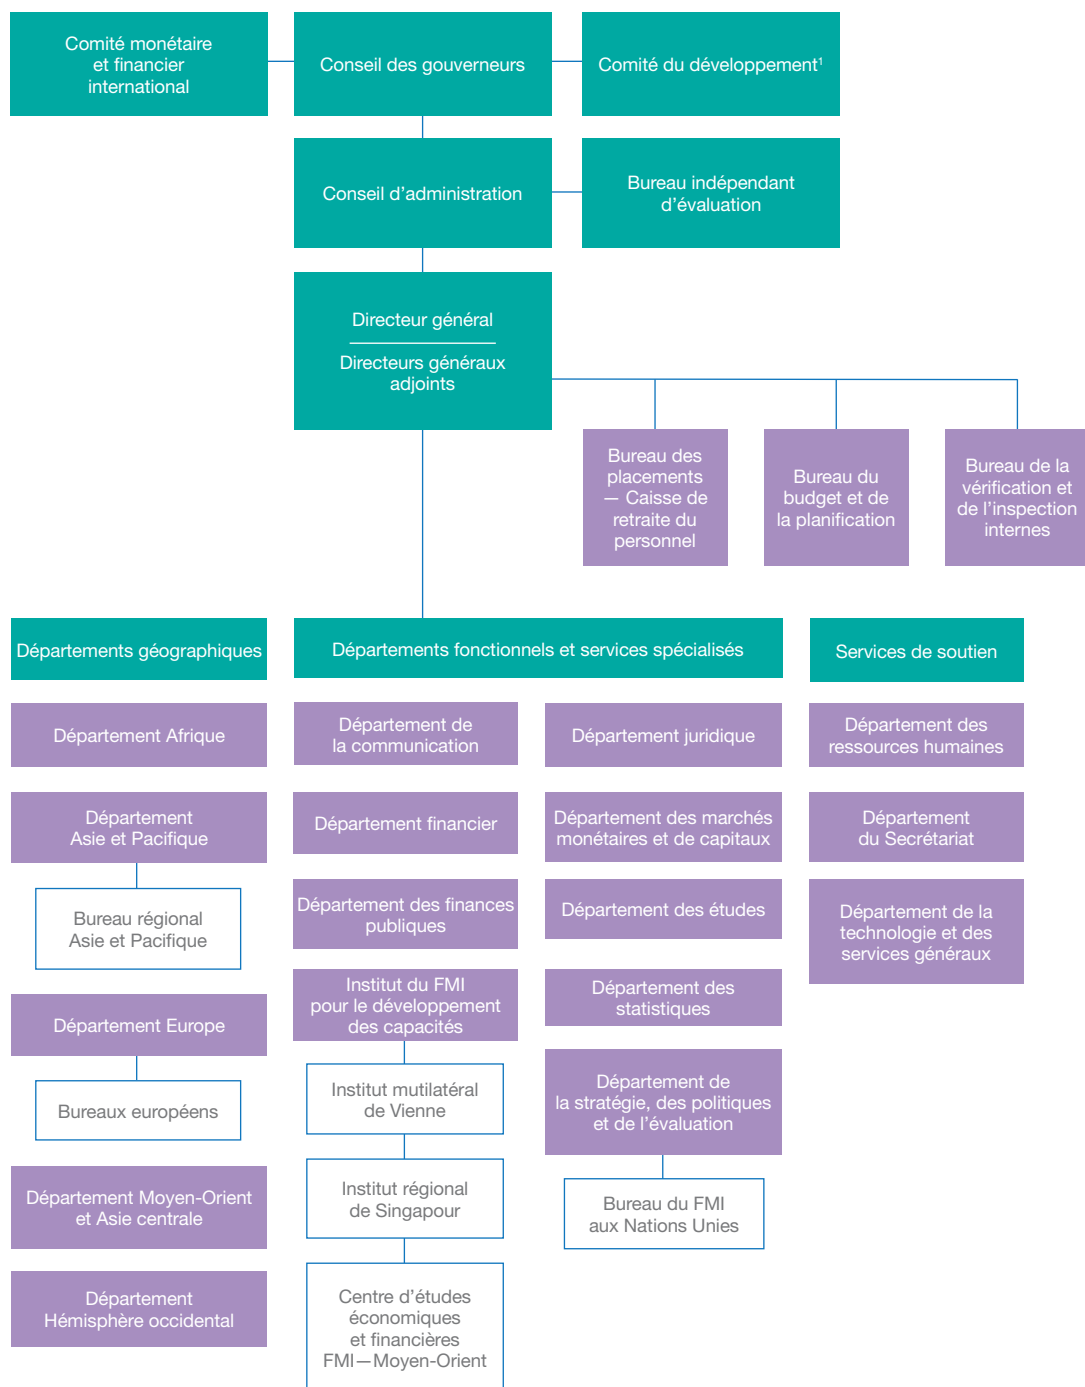 Comité monétaire
et financier
international
Conseil des gouverneurs
Comité du développement¹
Conseil d’administration
Bureau indépendant
d’évaluation
Directeur général
Directeurs généraux
adjoints
Bureau des
placements
— Caisse de
retraite du
personnel
Bureau du
budget et de
la planification
Bureau de la
vérification et
de l’inspection
internes
Départements géographiques
Départements fonctionnels et services spécialisés
Services de soutien
Département Afrique
Département
Asie et Pacifique
Bureau régional
Asie et Pacifique
Département Europe
Bureaux européens
Département Moyen-Orient
et Asie centrale
Département
Hémisphère occidental
Département de
la communication
Département financier
Département des finances
publiques
Institut du FMI
pour le développement
des capacités
Institut mutilatéral
de Vienne
Institut régional
de Singapour
Centre d’études
économiques
et financières
FMI—Moyen-Orient
Département juridique
Département des marchés
monétaires et de capitaux
Département des études
Département des
statistiques
Département de
la stratégie, des politiques
et de l’évaluation
Bureau du FMI
aux Nations Unies
Département des
ressources humaines
Département
du Secrétariat
Département de la
technologie et des
services généraux